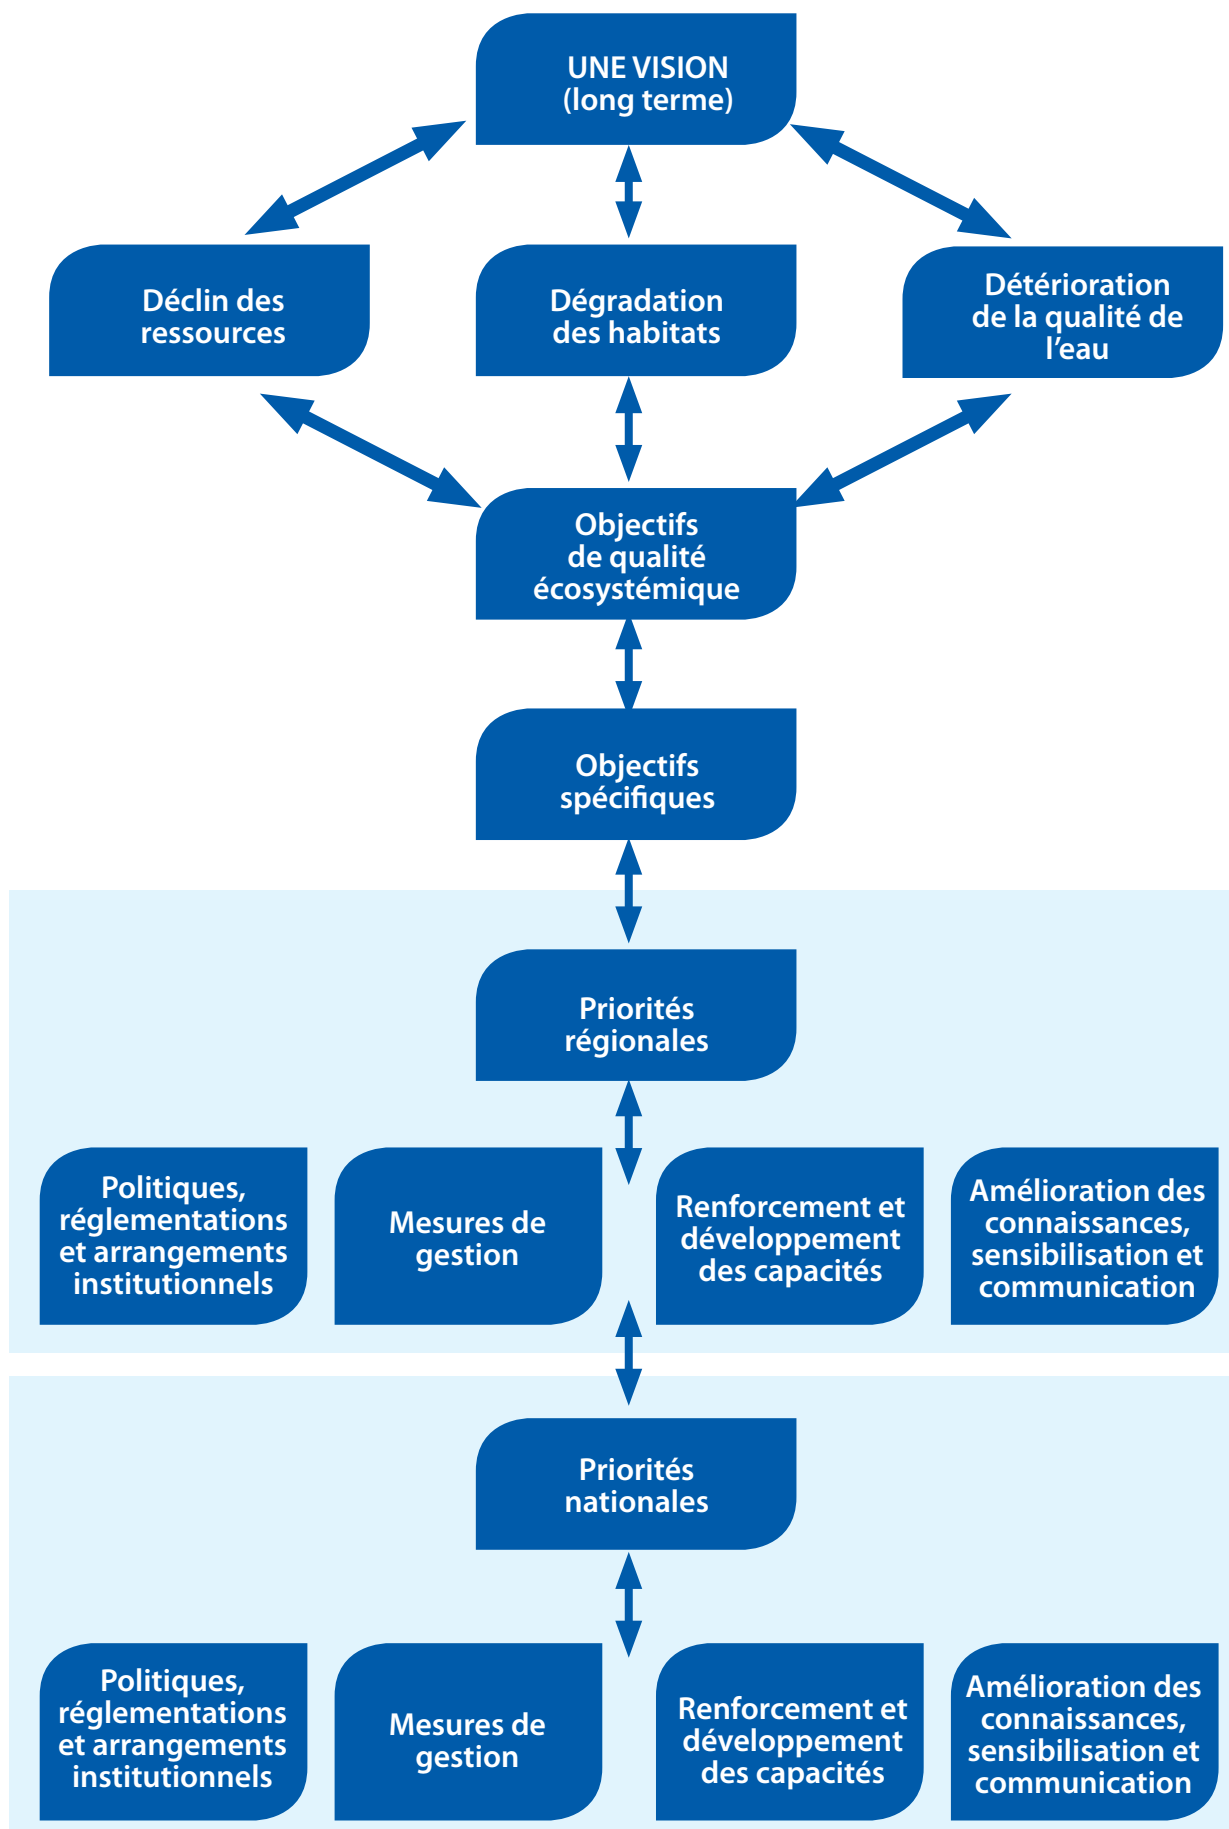 UNE VISION
(long terme)
Déclin des
ressources
Dégradation
des habitats
Détérioration
de la qualité de
l’eau
Objectifs
de qualité
écosystémique
Objectifs
spécifiques
Priorités
régionales
Politiques,
réglementations
et arrangements
institutionnels
Mesures de
gestion
Renforcement et
développement
des capacités
Amélioration des
connaissances,
sensibilisation et
communication
Priorités
nationales
Politiques,
réglementations
et arrangements
institutionnels
Mesures de
gestion
Renforcement et
développement
des capacités
Amélioration des
connaissances,
sensibilisation et
communication